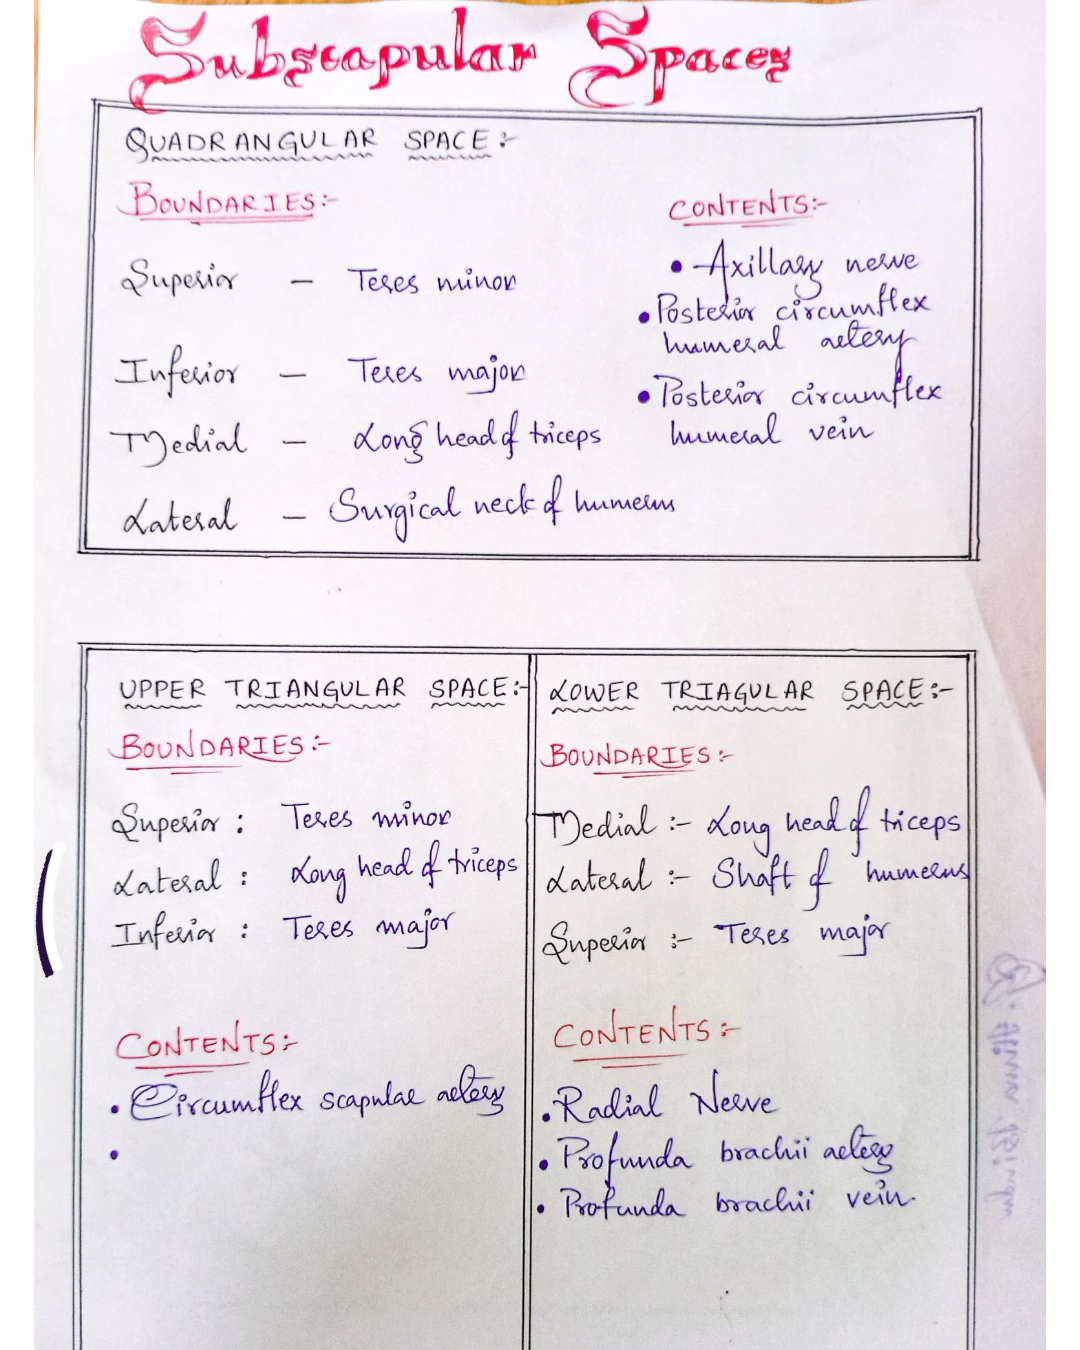 Subscapular Spaces
QUADRANGULAR SPACE:-
BOUNDARIES:-
Superior - Teres minor
Inferior - Teres major
Medial - Long head of triceps
Lateral - Surgical neck of humerus
CONTENTS:-
• Axillary nerve
• Posterior circumflex
humeral artery
• Posterior circumflex
humeral vein
UPPER TRIANGULAR SPACE:-
BOUNDARIES:-
Superior : Teres minor
Lateral : Long head of triceps
Inferior : Teres major
CONTENTS:-
• Circumflex scapular artery
•
LOWER TRIAGULAR SPACE:-
BOUNDARIES:-
Medial :- Long head of triceps
Lateral :- Shaft of humerus
Superior :- Teres major
CONTENTS:-
• Radial Nerve
• Profunda brachii artery
• Profunda brachii vein